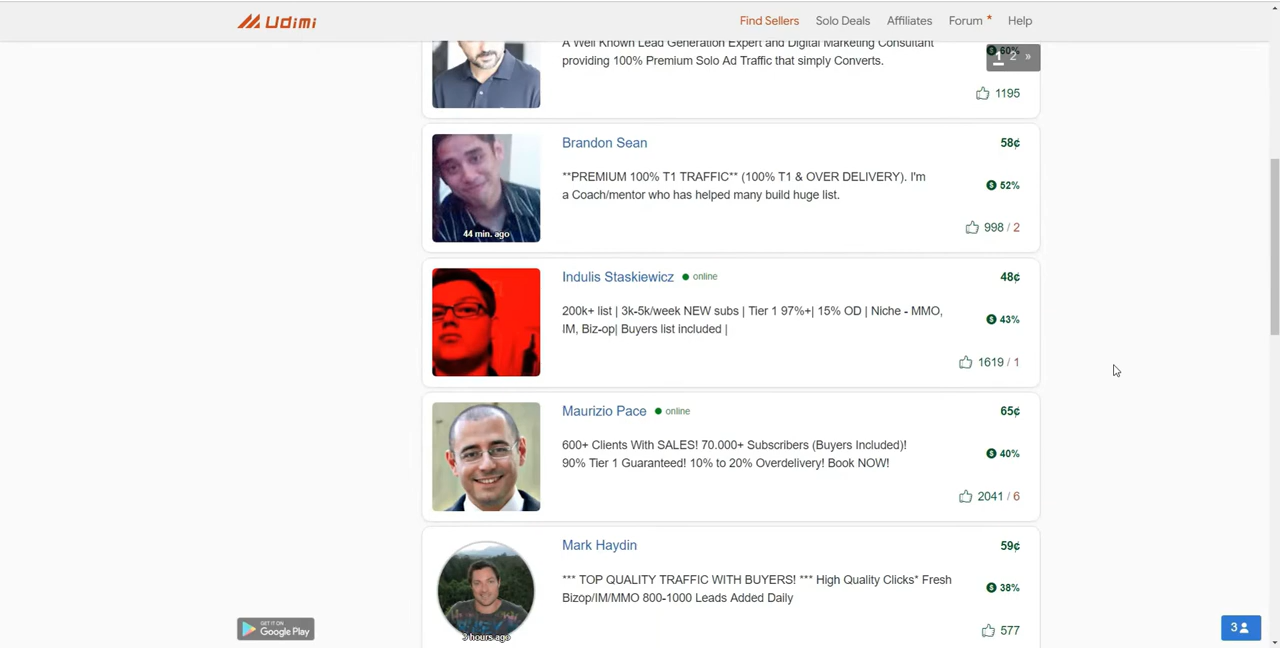 Udimi
Find Sellers
Solo Deals
Affiliates
Forum *
Help
A Well Known Lead Generation Expert and Digital Marketing Consultant
providing 100% Premium Solo Ad Traffic that simply Converts.
60%
1 2 »
1195
Brandon Sean
58¢
**PREMIUM 100% T1 TRAFFIC** (100% T1 & OVER DELIVERY). I'm
a Coach/mentor who has helped many build huge list.
$ 52%
44 min. ago
998 / 2
Indulis Staskiewicz
online
48¢
200k+ list | 3k-5k/week NEW subs | Tier 1 97%+| 15% OD | Niche - MMO,
IM, Biz-op| Buyers list included |
$ 43%
1619 / 1
Maurizio Pace
online
65¢
600+ Clients With SALES! 70.000+ Subscribers (Buyers Included)!
90% Tier 1 Guaranteed! 10% to 20% Overdelivery! Book NOW!
$ 40%
2041 / 6
Mark Haydin
59¢
*** TOP QUALITY TRAFFIC WITH BUYERS! *** High Quality Clicks* Fresh
Bizop/IM/MMO 800-1000 Leads Added Daily
$ 38%
hours ago
577
GET IT ON
Google Play
3